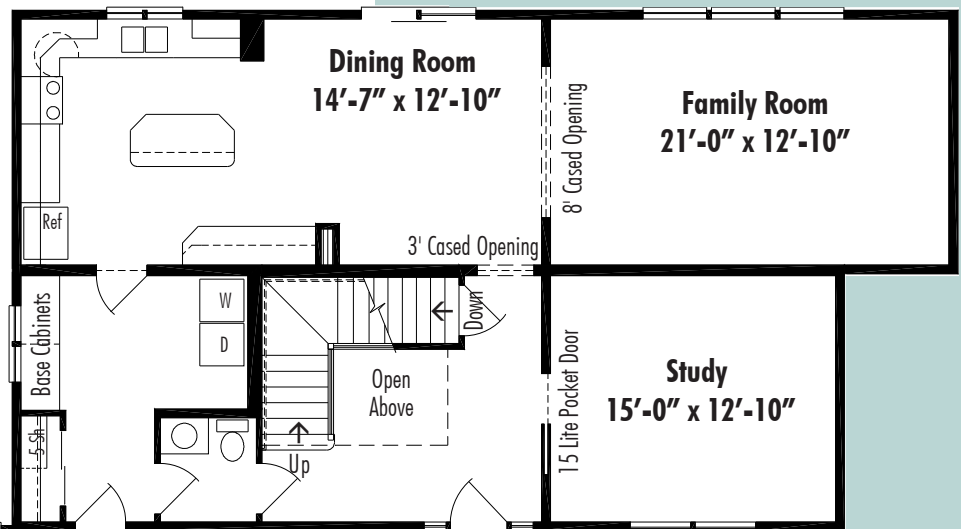 Dining Room
14’-7” x 12’-10”
Family Room
21’-0” x 12’-10”
8' Cased Opening
Ref
3' Cased Opening
Base Cabinets
W
D
Down
Open
Above
15 Lite Pocket Door
Study
15’-0” x 12’-10”
5 Sh
Up